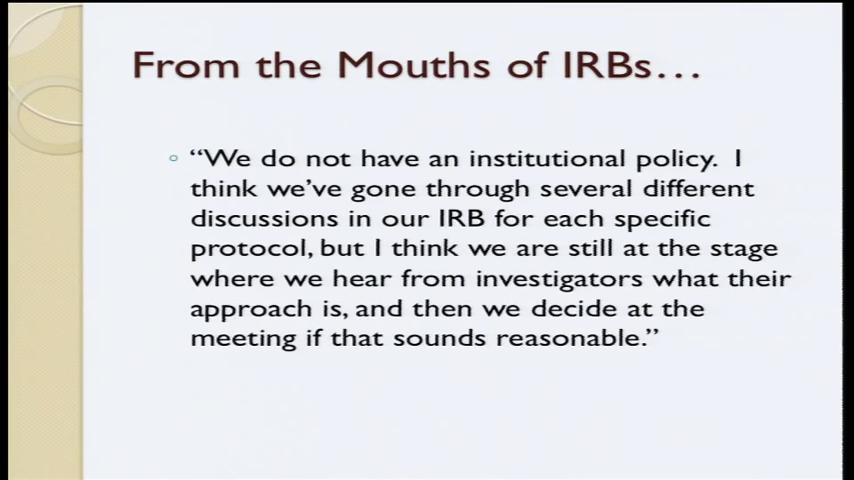 From the Mouths of IRBs…
“We do not have an institutional policy. I
think we’ve gone through several different
discussions in our IRB for each specific
protocol, but I think we are still at the stage
where we hear from investigators what their
approach is, and then we decide at the
meeting if that sounds reasonable.”